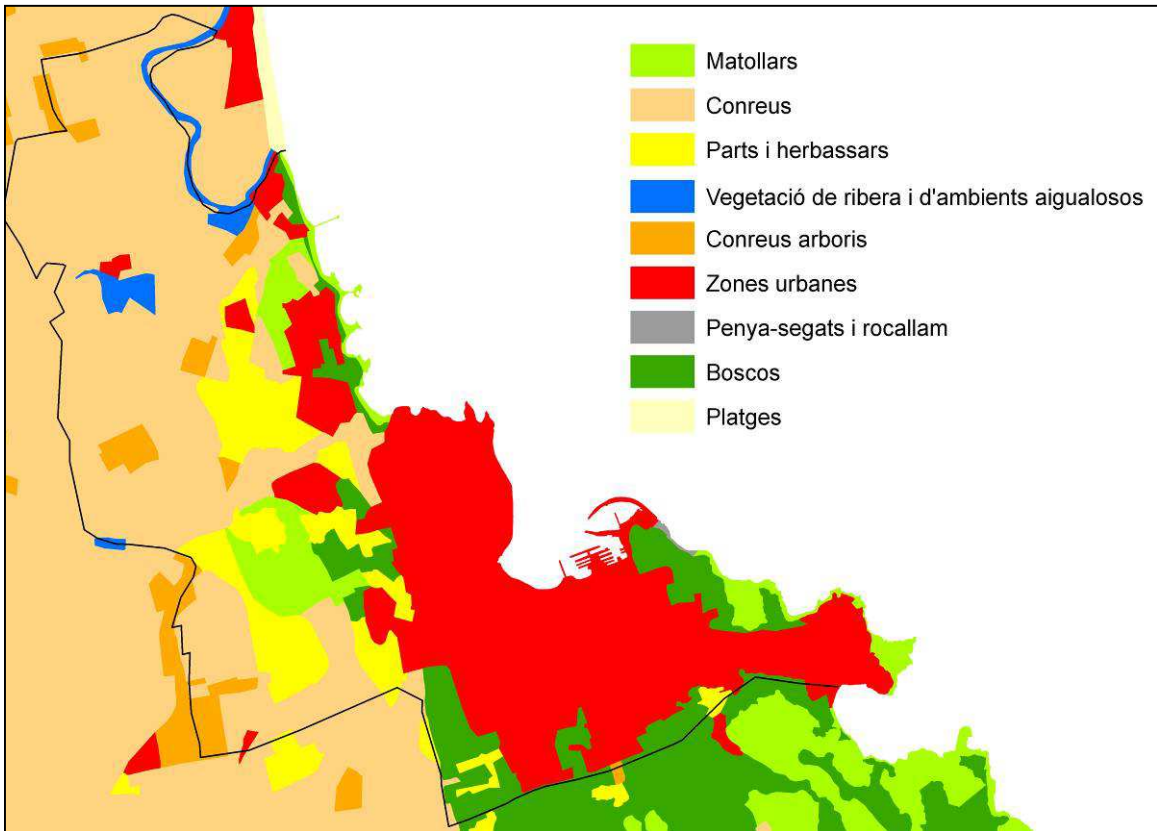 Matollars
Conreus
Parts i herbassars
Vegetació de ribera i d'ambients aigualosos
Conreus arboris
Zones urbanes
Penya-segats i rocallam
Boscos
Platges